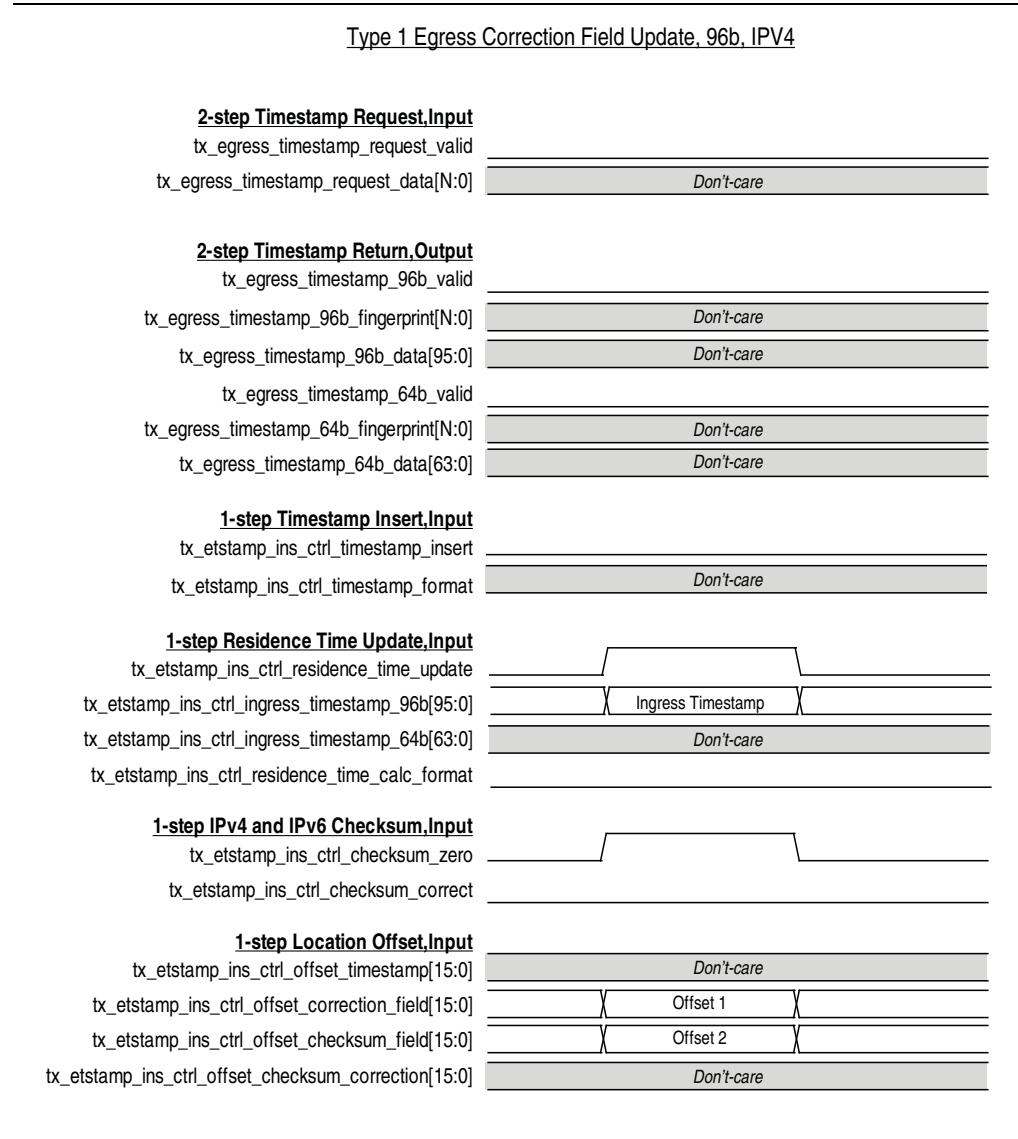 Type 1 Egress Correction Field Update, 96b, IPV4
2-step Timestamp Request,Input
tx_egress_timestamp_request_valid
tx_egress_timestamp_request_data[N:0] Don't-care
2-step Timestamp Return,Output
tx_egress_timestamp_96b_valid
tx_egress_timestamp_96b_fingerprint[N:0] Don't-care
tx_egress_timestamp_96b_data[95:0] Don't-care
tx_egress_timestamp_64b_valid
tx_egress_timestamp_64b_fingerprint[N:0] Don't-care
tx_egress_timestamp_64b_data[63:0] Don't-care
1-step Timestamp Insert,Input
tx_etstamp_ins_ctrl_timestamp_insert
tx_etstamp_ins_ctrl_timestamp_format Don't-care
1-step Residence Time Update,Input
tx_etstamp_ins_ctrl_residence_time_update
tx_etstamp_ins_ctrl_ingress_timestamp_96b[95:0] Ingress Timestamp
tx_etstamp_ins_ctrl_ingress_timestamp_64b[63:0] Don't-care
tx_etstamp_ins_ctrl_residence_time_calc_format
1-step IPv4 and IPv6 Checksum,Input
tx_etstamp_ins_ctrl_checksum_zero
tx_etstamp_ins_ctrl_checksum_correct
1-step Location Offset,Input
tx_etstamp_ins_ctrl_offset_timestamp[15:0] Don't-care
tx_etstamp_ins_ctrl_offset_correction_field[15:0] Offset 1
tx_etstamp_ins_ctrl_offset_checksum_field[15:0] Offset 2
tx_etstamp_ins_ctrl_offset_checksum_correction[15:0] Don't-care